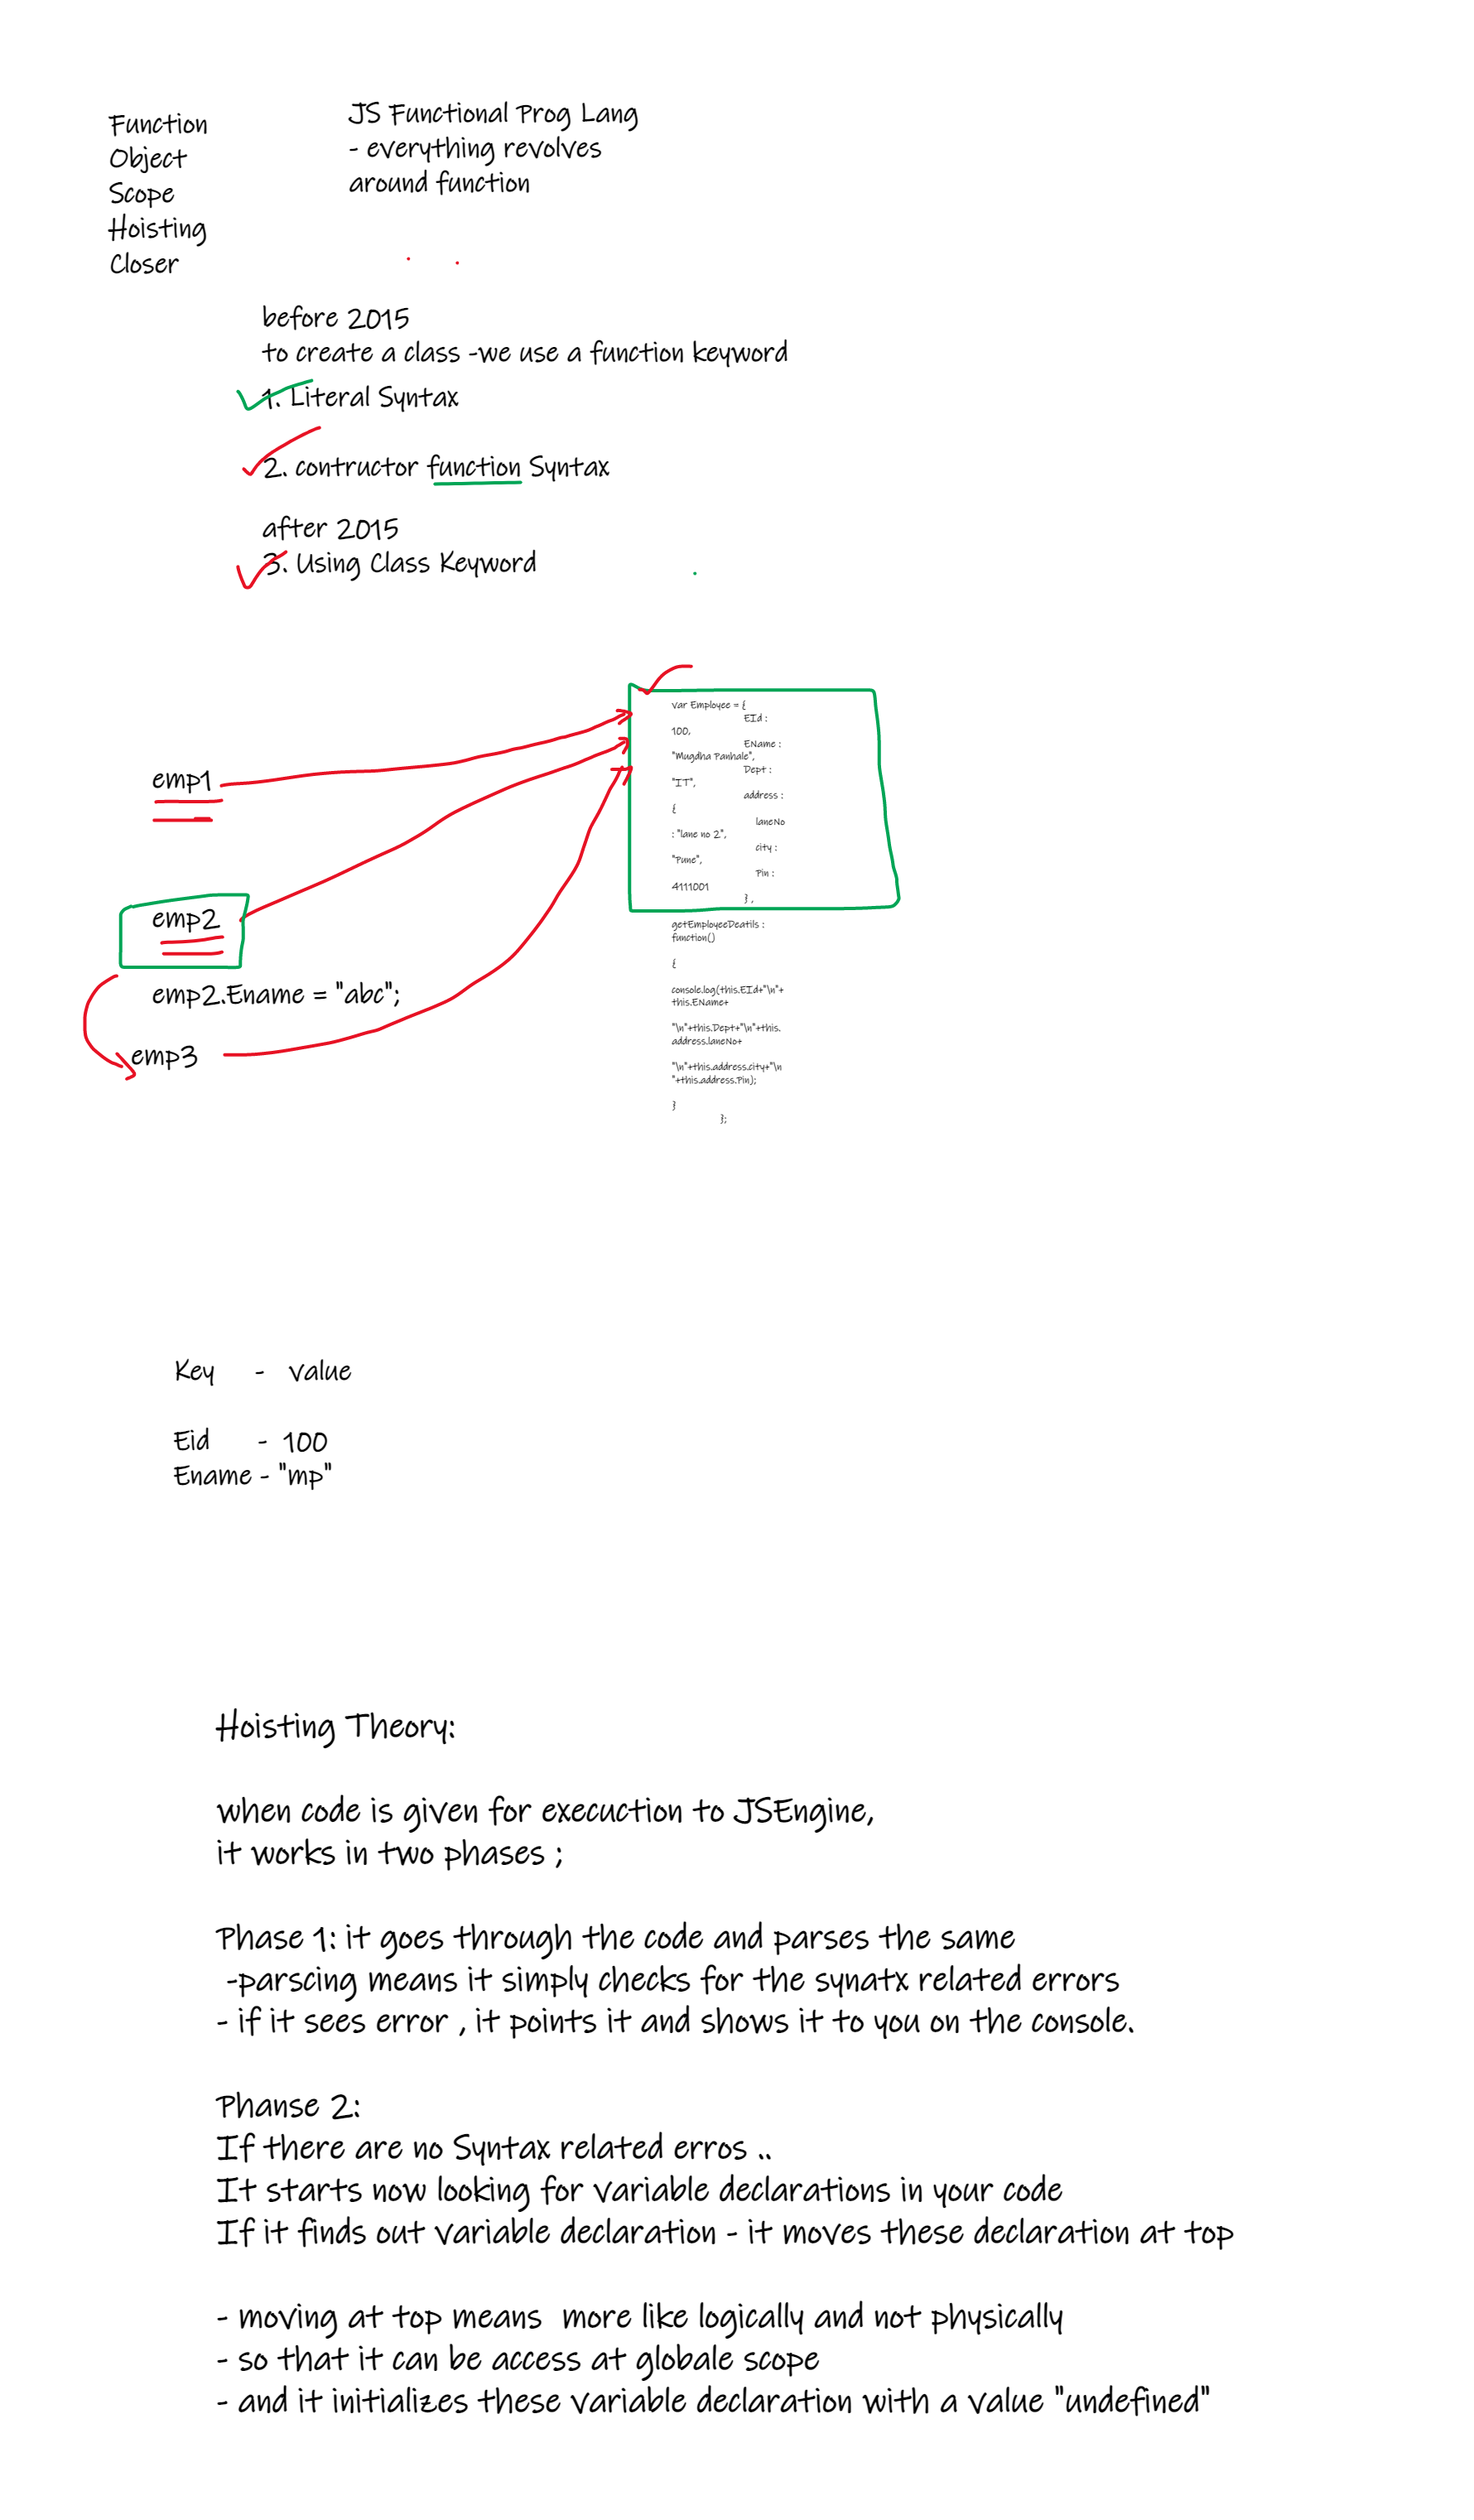 Function
Object
Scope
Hoisting
Closer
JS Functional Prog Lang
- everything revolves
around function
before 2015
to create a class -we use a function keyword
1. Literal Syntax
2. contructor function Syntax
after 2015
3. Using Class Keyword
emp1
emp2
emp2.Ename = "abc";
emp3
var Employee = {
EId :
100,
EName :
"Mugdha Panhale",
Dept :
"IT",
address :
{
laneNo
: "lane no 2",
city :
"Pune",
Pin :
4111001
} ,
getEmployeeDeatils :
function()
{
console.log(this.EId+"\n"+
this.EName+
"\n"+this.Dept+"\n"+this.
address.laneNo+
"\n"+this.address.city+"\n
"+this.address.Pin);
}
};
Key - value
Eid - 100
Ename - "mp"
Hoisting Theory:
when code is given for execuction to JSEngine,
it works in two phases ;
Phase 1: it goes through the code and parses the same
-parscing means it simply checks for the synatx related errors
- if it sees error , it points it and shows it to you on the console.
Phanse 2:
If there are no Syntax related erros ..
It starts now looking for variable declarations in your code
If it finds out variable declaration - it moves these declaration at top
- moving at top means more like logically and not physically
- so that it can be access at globale scope
- and it initializes these variable declaration with a value "undefined"